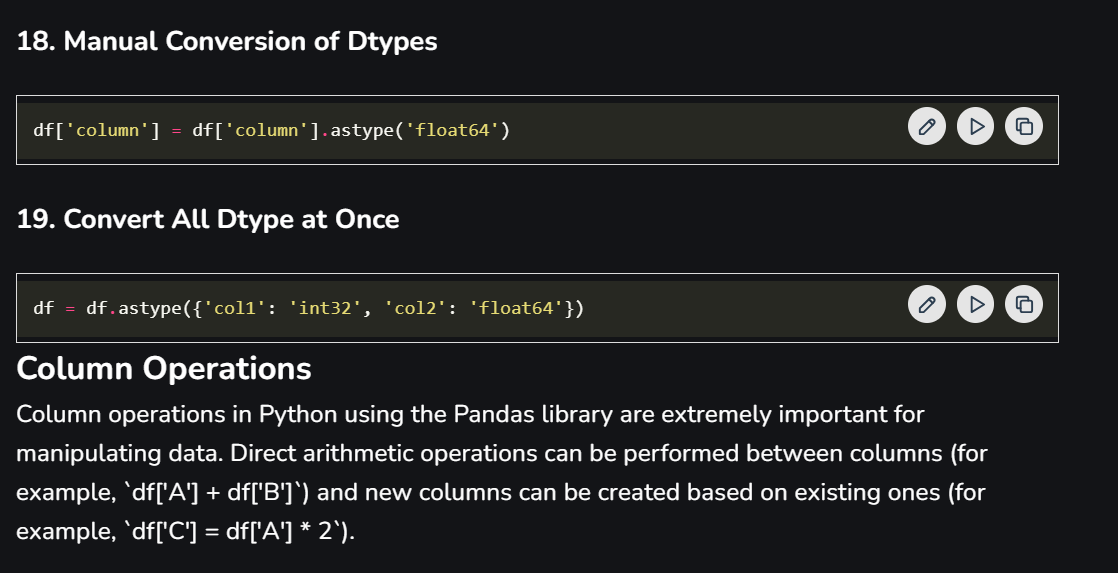 18. Manual Conversion of Dtypes
df['column'] = df['column'].astype('float64')
19. Convert All Dtype at Once
df = df.astype({'col1': 'int32', 'col2': 'float64'})
Column Operations
Column operations in Python using the Pandas library are extremely important for
manipulating data. Direct arithmetic operations can be performed between columns (for
example, `df['A'] + df['B']`) and new columns can be created based on existing ones (for
example, `df['C'] = df['A'] * 2`).